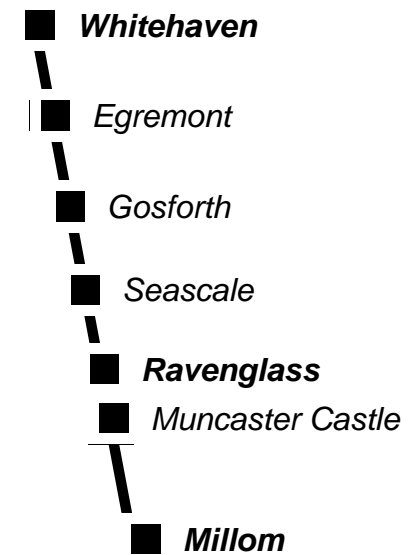 Whitehaven
Egremont
Gosforth
Seascale
Ravenglass
Muncaster Castle
Millom